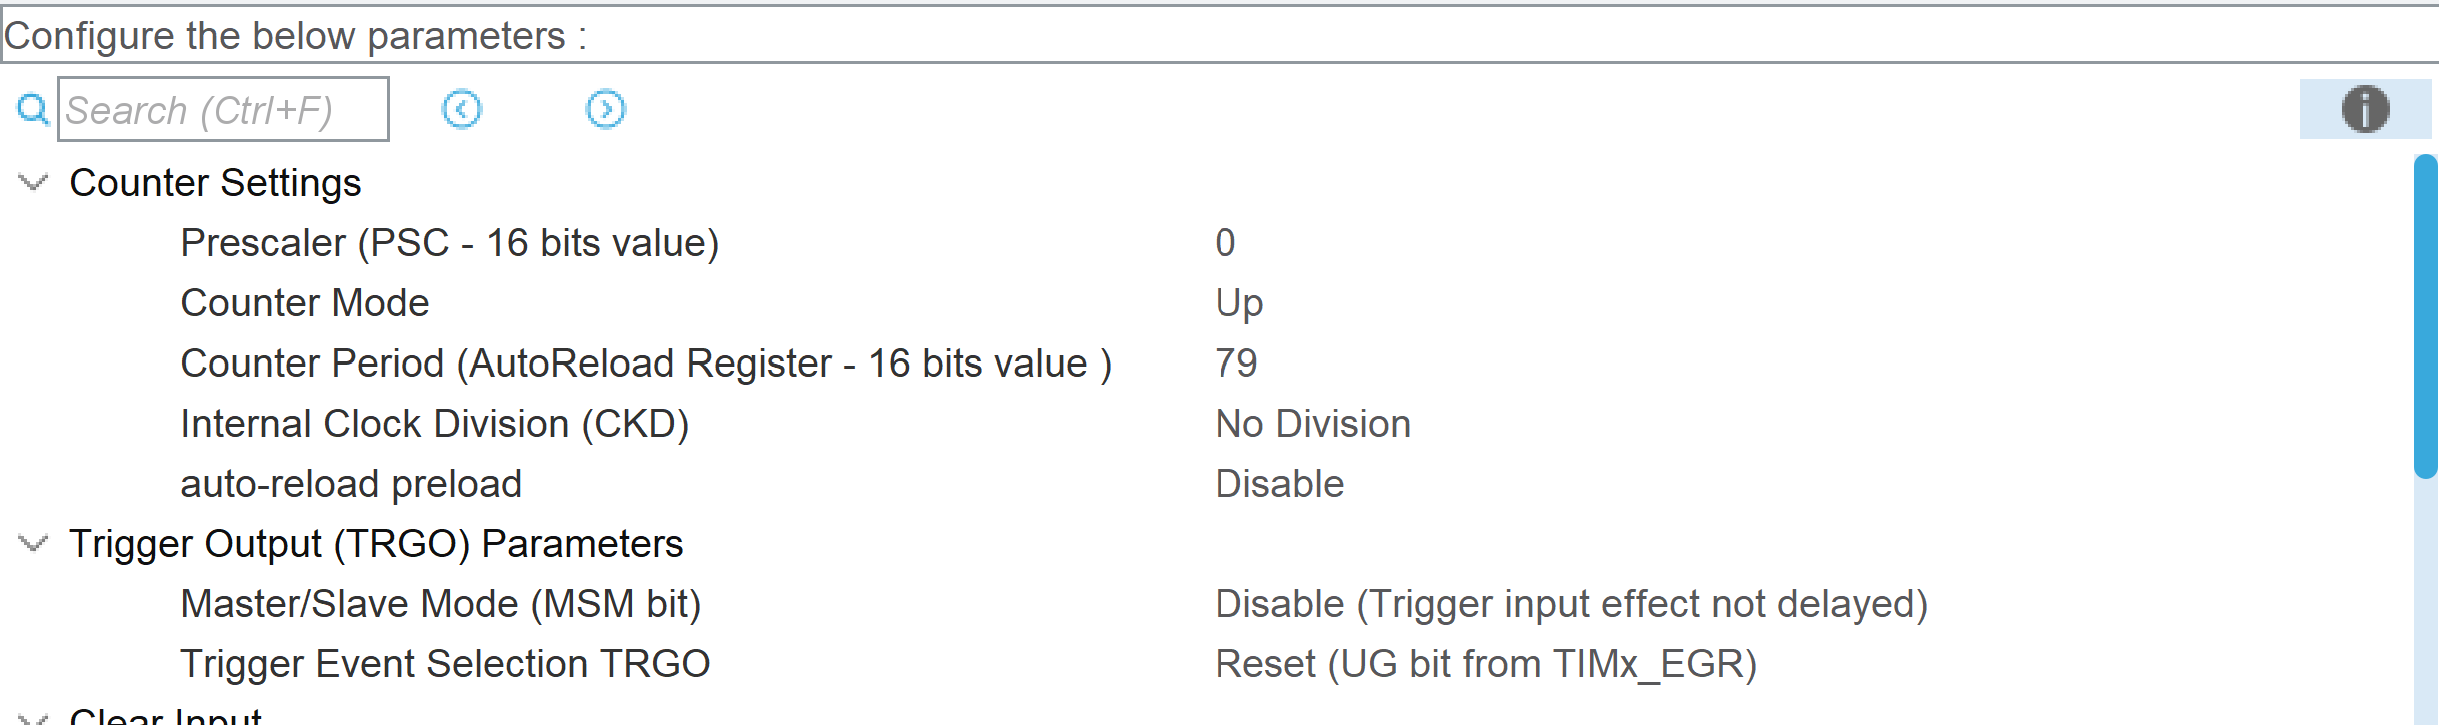 Configure the below parameters :
Search (Ctrl+F)
Counter Settings
Prescaler (PSC - 16 bits value) 0
Counter Mode Up
Counter Period (AutoReload Register - 16 bits value ) 79
Internal Clock Division (CKD) No Division
auto-reload preload Disable
Trigger Output (TRGO) Parameters
Master/Slave Mode (MSM bit) Disable (Trigger input effect not delayed)
Trigger Event Selection TRGO Reset (UG bit from TIMx_EGR)
Clear Input